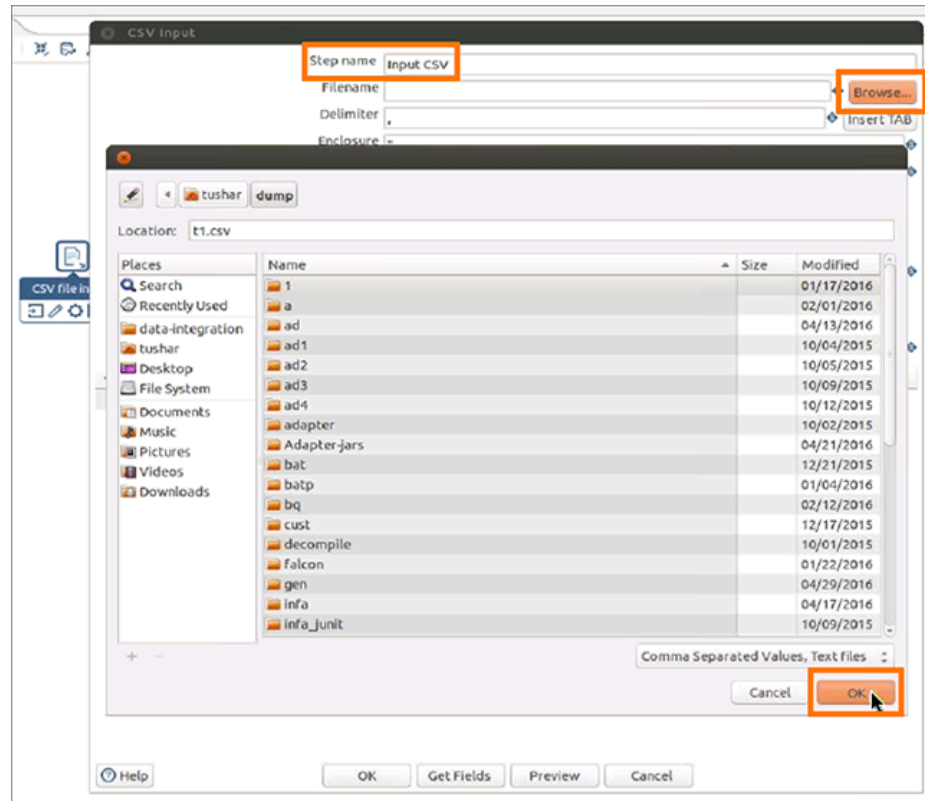 CSV Input
Step name Input CSV
Filename Browse...
Delimiter , Insert TAB
Enclosure "
tushar dump
Location: t1.csv
Places Name Size Modified
Search 1 01/17/2016
Recently Used a 02/01/2016
data-integration ad 04/13/2016
tushar ad1 10/04/2015
Desktop ad2 10/05/2015
File System ad3 10/09/2015
ad4 10/12/2015
Documents adapter 10/02/2015
Music Adapter-jars 04/21/2016
Pictures bat 12/21/2015
Videos batp 01/04/2016
Downloads bq 02/12/2016
cust 12/17/2015
decompile 10/01/2015
falcon 01/22/2016
gen 04/29/2016
infa 04/17/2016
infa_junit 10/09/2015
CSV file in
+ − Comma Separated Values, Text files
Cancel OK
Help OK Get Fields Preview Cancel